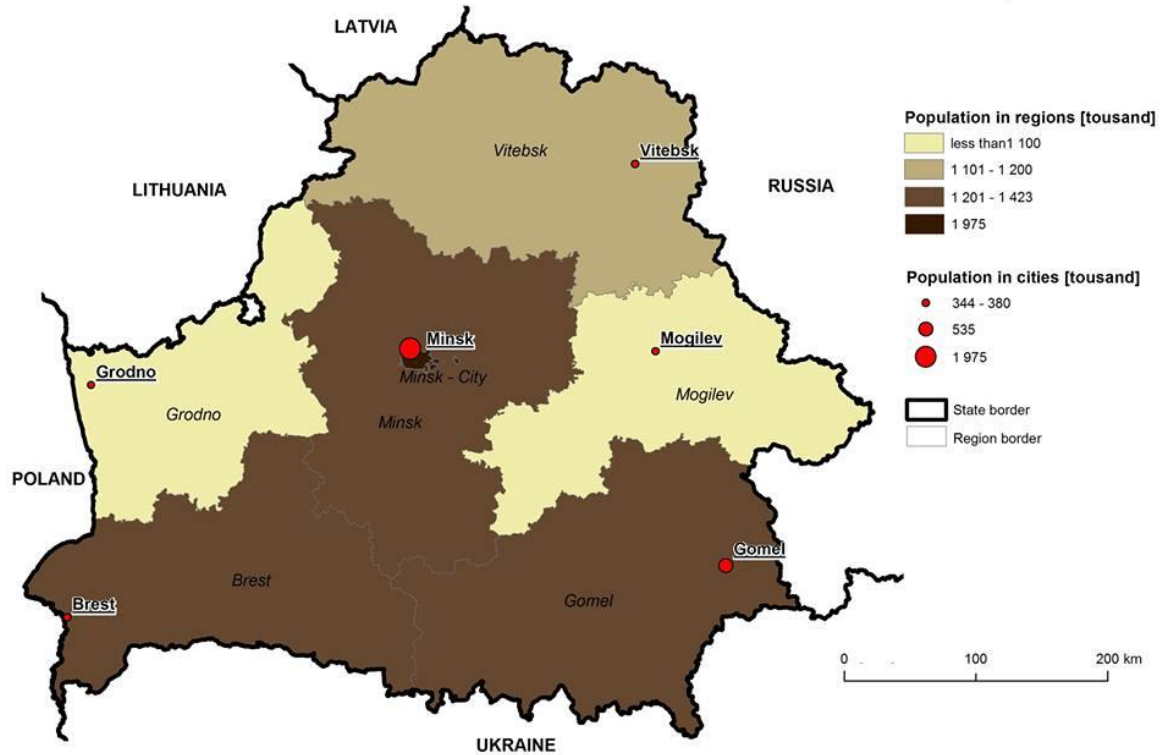 LATVIA
LITHUANIA
RUSSIA
POLAND
UKRAINE
Vitebsk
Vitebsk
Minsk
Minsk - City
Minsk
Mogilev
Mogilev
Grodno
Grodno
Brest
Brest
Gomel
Gomel
Population in regions [tousand]
less than1 100
1 101 - 1 200
1 201 - 1 423
1 975
Population in cities [tousand]
344 - 380
535
1 975
State border
Region border
0 100 200 km